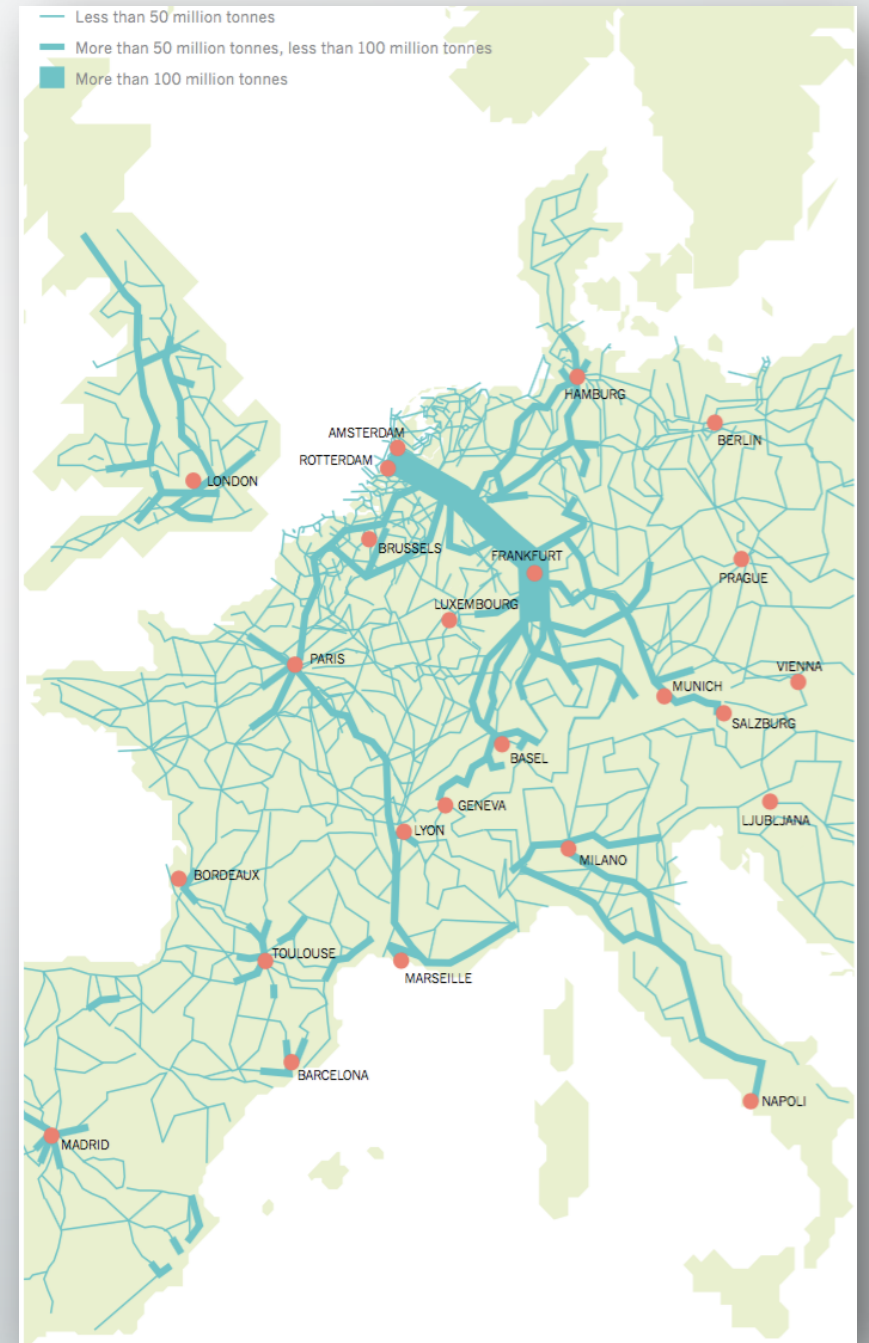 Less than 50 million tonnes
More than 50 million tonnes, less than 100 million tonnes
More than 100 million tonnes
HAMBURG
BERLIN
AMSTERDAM
ROTTERDAM
LONDON
BRUSSELS
FRANKFURT
PRAGUE
LUXEMBOURG
PARIS
VIENNA
MUNICH
SALZBURG
BASEL
GENEVA
LJUBLJANA
LYON
MILANO
BORDEAUX
TOULOUSE
MARSEILLE
BARCELONA
NAPOLI
MADRID